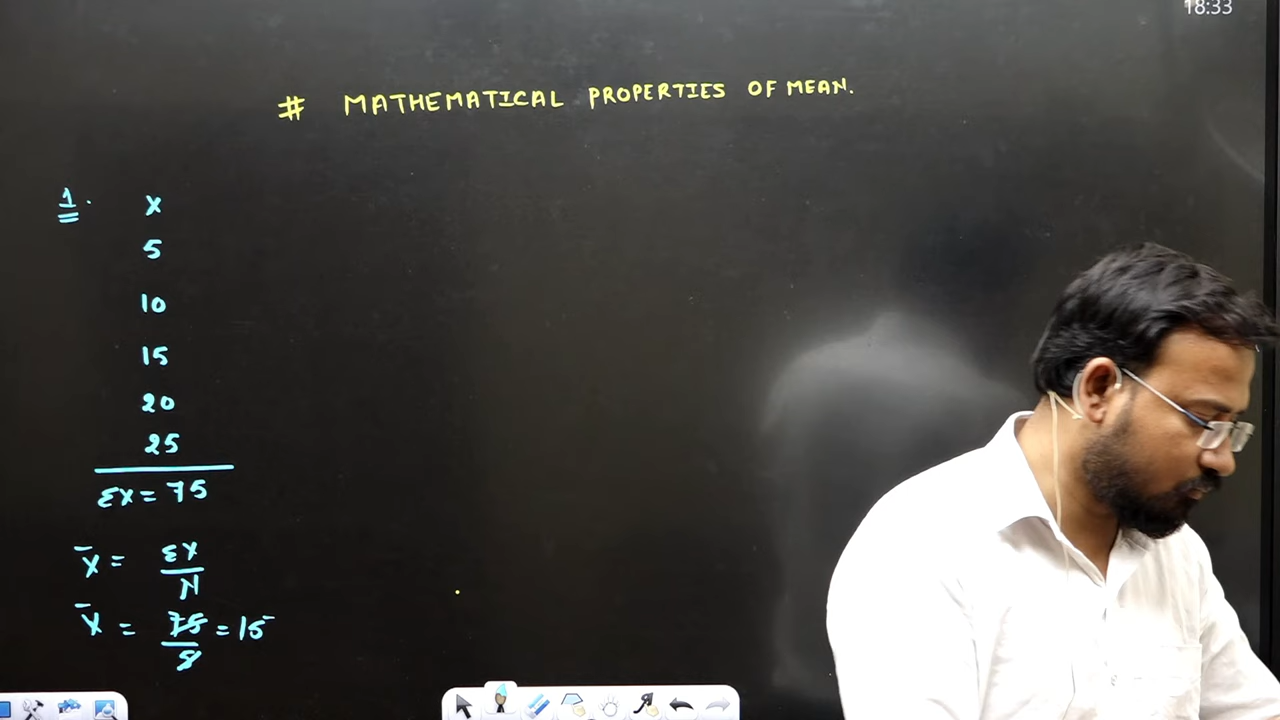 18:33
# MATHEMATICAL PROPERTIES OF MEAN.
1. X
5
10
15
20
25
ΣX = 75
X̄ = ΣX/N
X̄ = 75/5 = 15